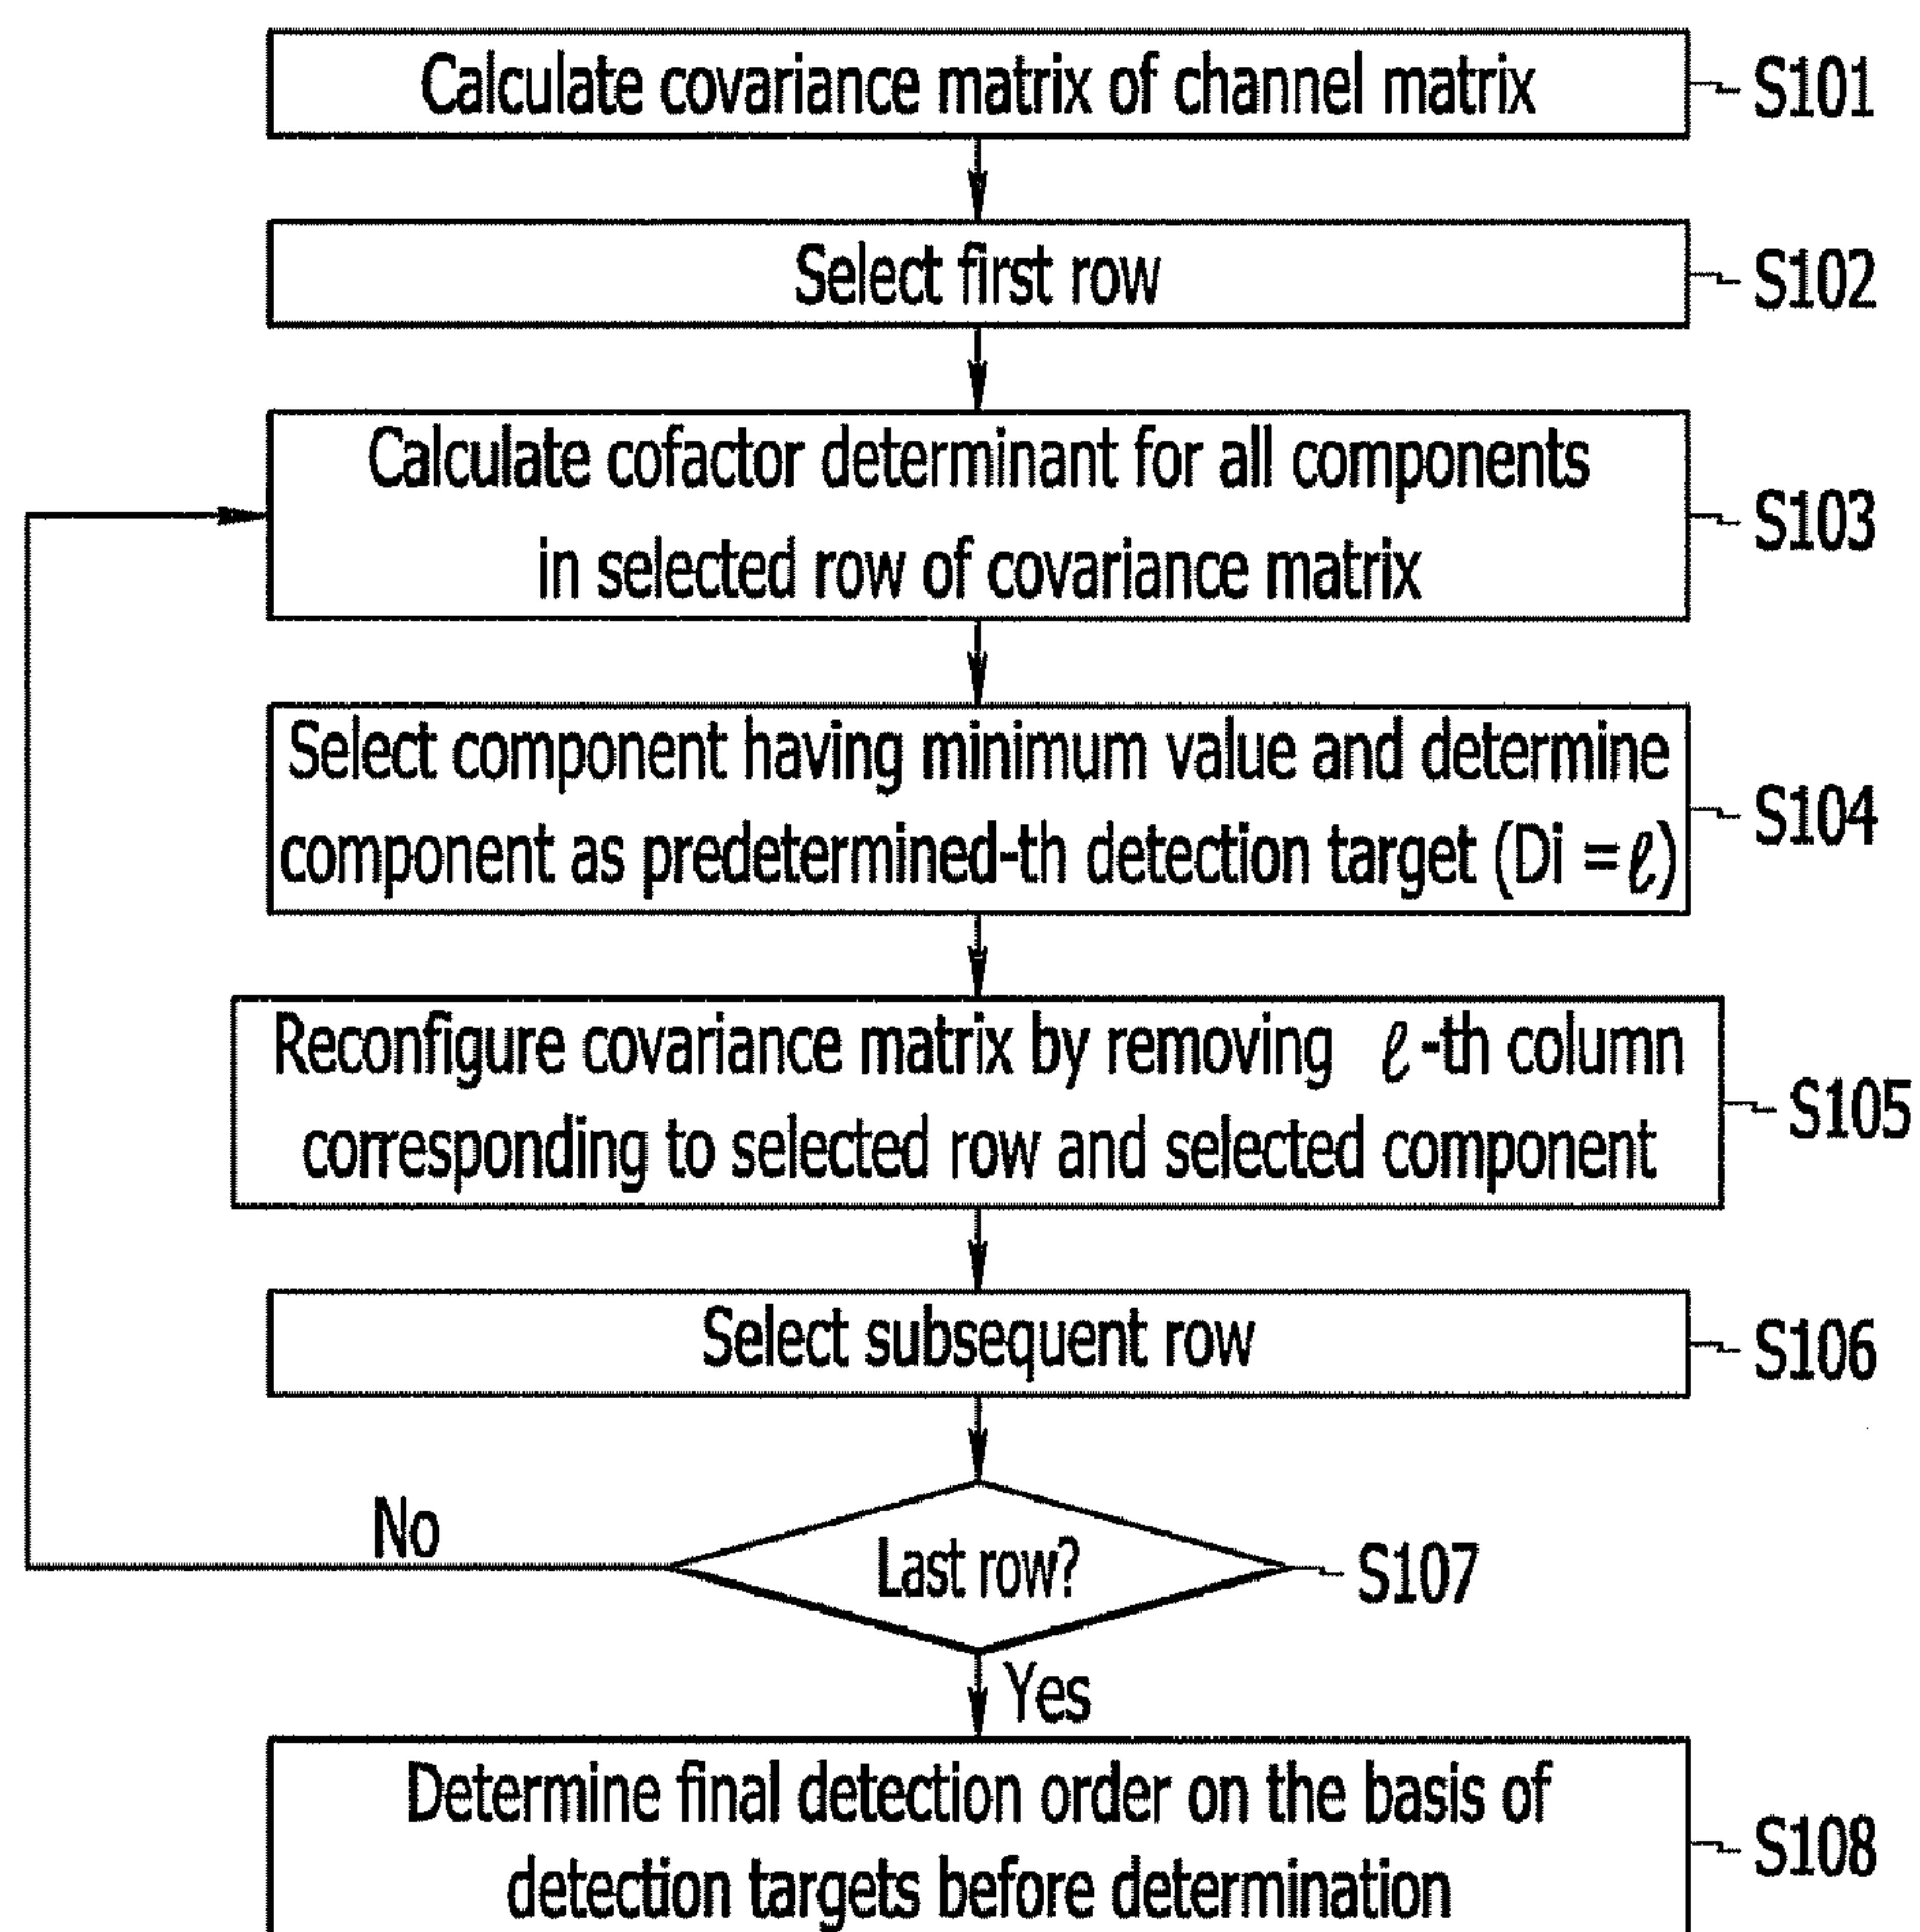 Calculate covariance matrix of channel matrix
S101
Select first row
S102
Calculate cofactor determinant for all components
in selected row of covariance matrix
S103
Select component having minimum value and determine
component as predetermined-th detection target (Di =ℓ)
S104
Reconfigure covariance matrix by removing ℓ-th column
corresponding to selected row and selected component
S105
Select subsequent row
S106
Last row?
S107
No
Yes
Determine final detection order on the basis of
detection targets before determination
S108